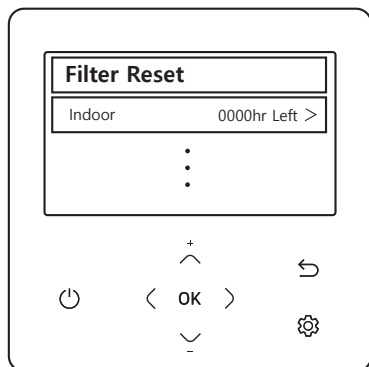 Filter Reset
Indoor 0000hr Left >
+
OK
-